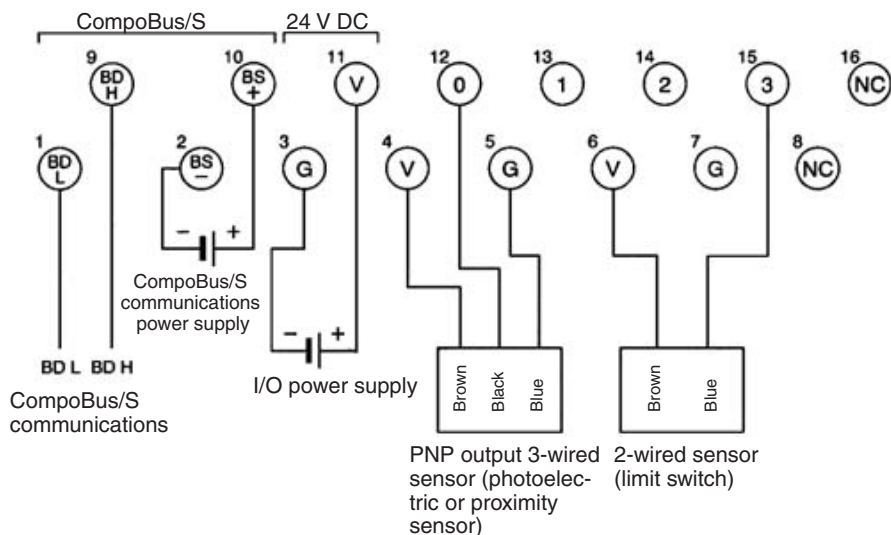 CompoBus/S 24 V DC
9 10 11 12 13 14 15 16
BD H BS + V 0 1 2 3 NC
1 2 3 4 5 6 7 8
BD L BS − G V G V G NC
− +
CompoBus/S
communications
power supply
− +
BD L BD H
I/O power supply
CompoBus/S
communications
Brown Black Blue
Brown Blue
PNP output 3-wired
sensor (photoelec-
tric or proximity
sensor)
2-wired sensor
(limit switch)